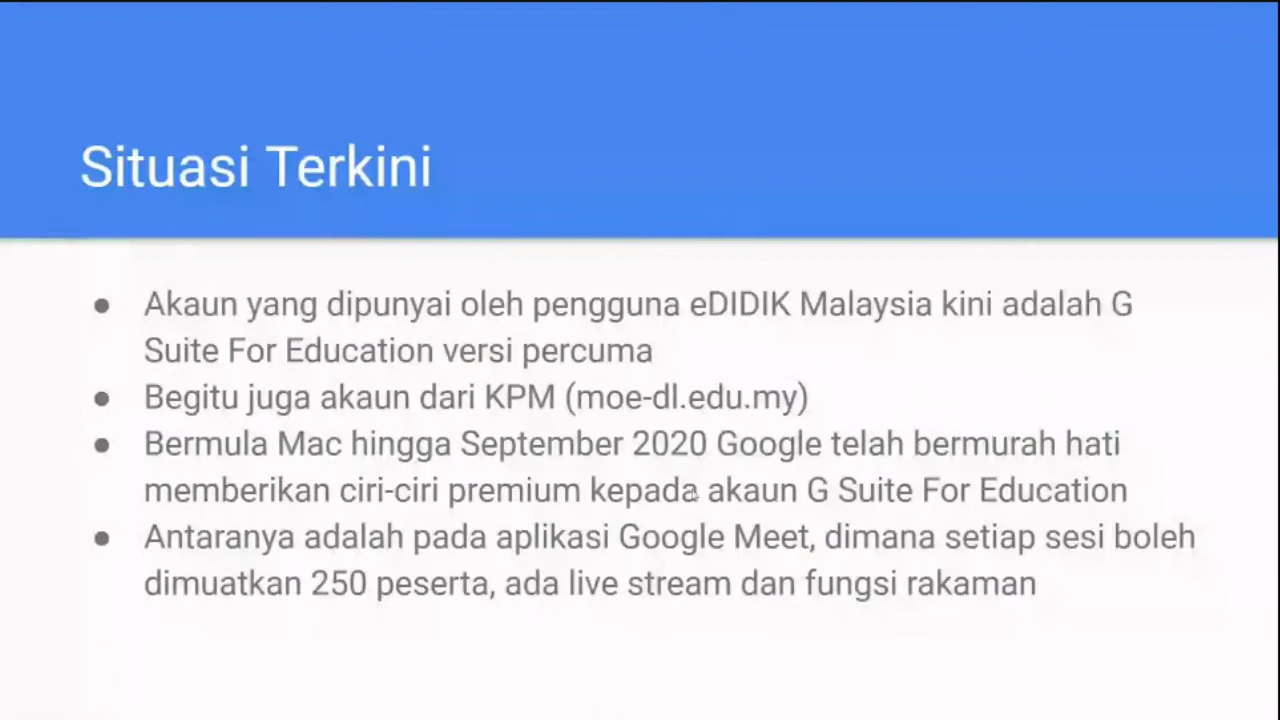 Situasi Terkini
● Akaun yang dipunyai oleh pengguna eDIDIK Malaysia kini adalah G
Suite For Education versi percuma
● Begitu juga akaun dari KPM (moe-dl.edu.my)
● Bermula Mac hingga September 2020 Google telah bermurah hati
memberikan ciri-ciri premium kepada akaun G Suite For Education
● Antaranya adalah pada aplikasi Google Meet, dimana setiap sesi boleh
dimuatkan 250 peserta, ada live stream dan fungsi rakaman